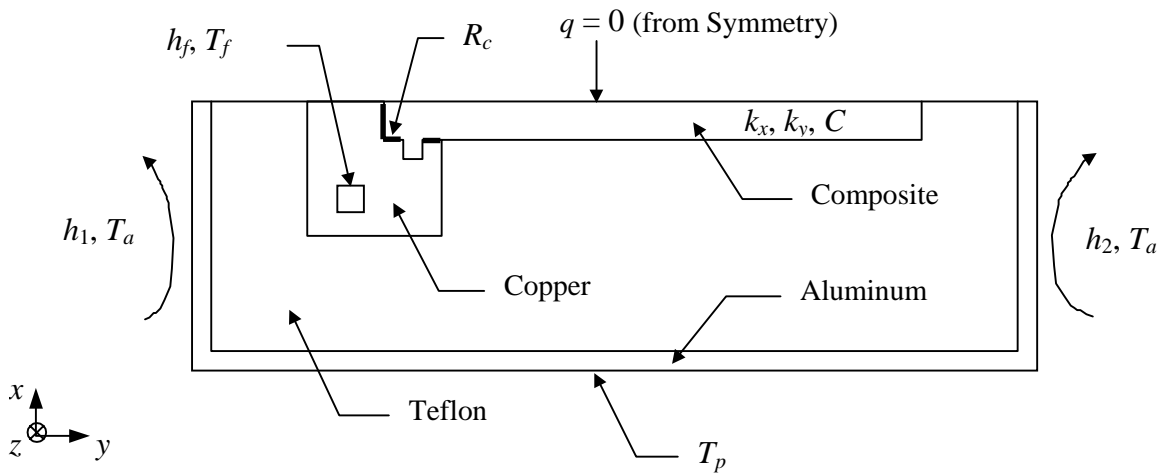 q = 0 (from Symmetry)
h_f, T_f
R_c
k_x, k_y, C
Composite
h_1, T_a
h_2, T_a
Copper
Aluminum
Teflon
T_p
x
z
y